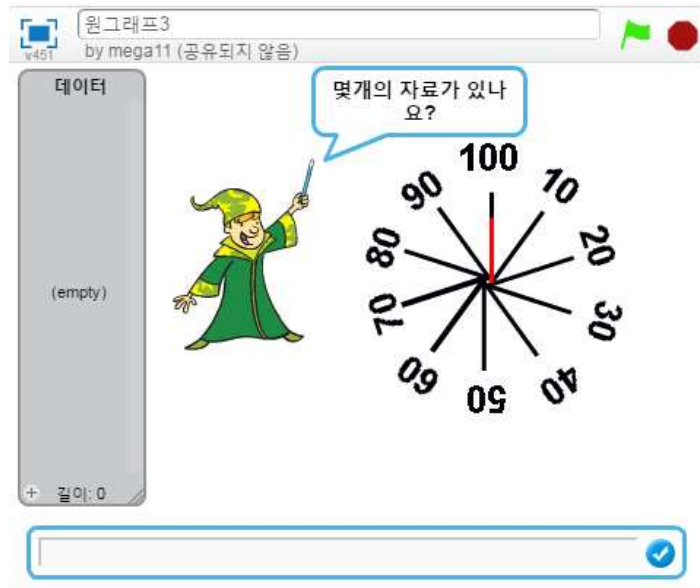 원그래프3
v451
by mega11 (공유되지 않음)
데이터
몇개의 자료가 있나
요?
100
10
20
30
40
50
60
70
80
90
(empty)
+ 길이: 0